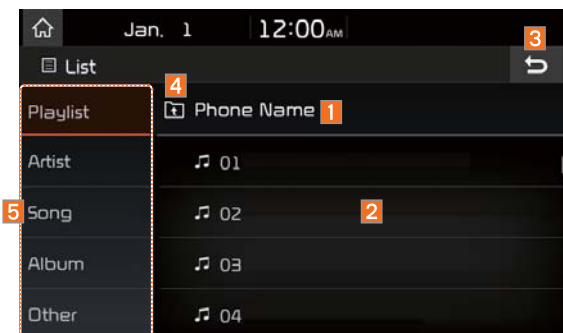 Jan. 1 12:00AM
3
List
4
Playlist Phone Name 1
Artist 01
5 Song 02 2
Album 03
Other 04